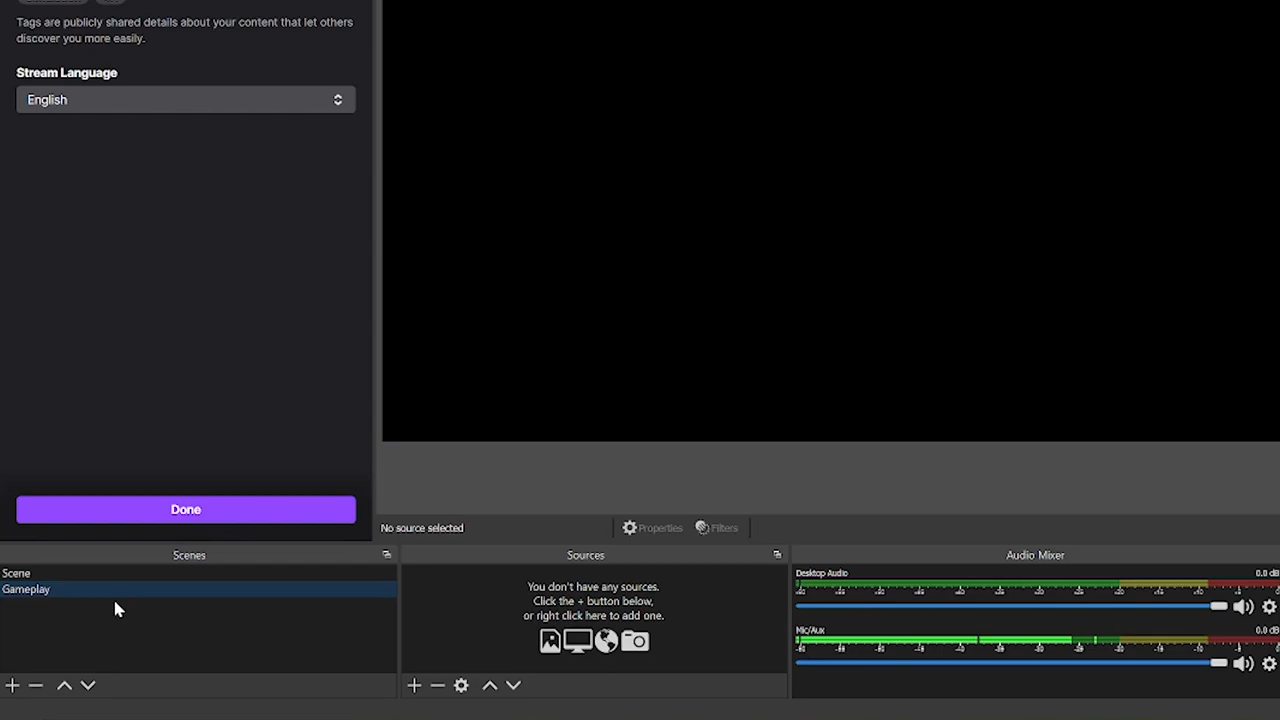 Tags are publicly shared details about your content that let others
discover you more easily.
Stream Language
English
Done
No source selected
Properties
Filters
Scenes
Sources
Audio Mixer
Scene
Gameplay
You don't have any sources.
Click the + button below,
or right click here to add one.
Desktop Audio
0.0 dB
Mic/Aux
0.0 dB